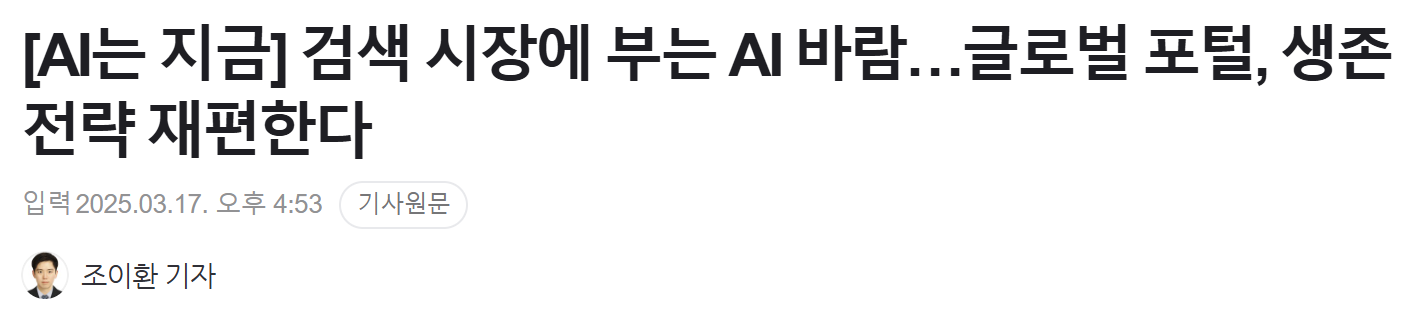 [AI는 지금] 검색 시장에 부는 AI 바람…글로벌 포털, 생존
전략 재편한다
입력 2025.03.17. 오후 4:53 기사원문
조이환 기자